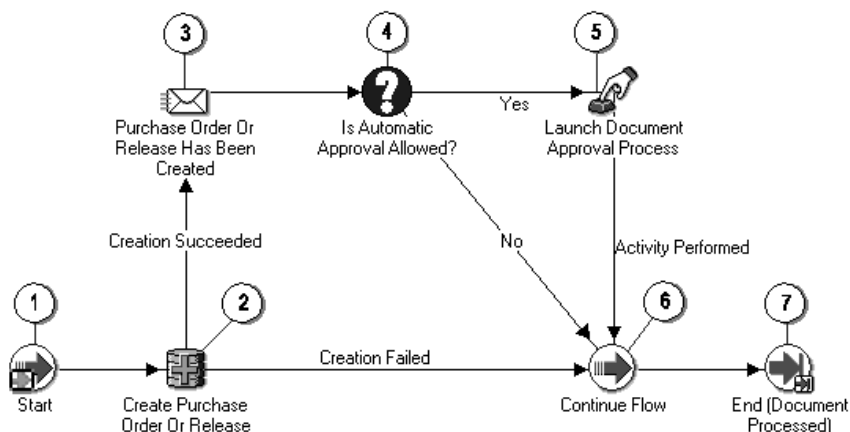 3
4
5
Purchase Order Or
Release Has Been
Created
Is Automatic
Approval Allowed?
Yes
Launch Document
Approval Process
Creation Succeeded
No
Activity Performed
1
2
6
7
Creation Failed
Start
Create Purchase
Order Or Release
Continue Flow
End (Document
Processed)